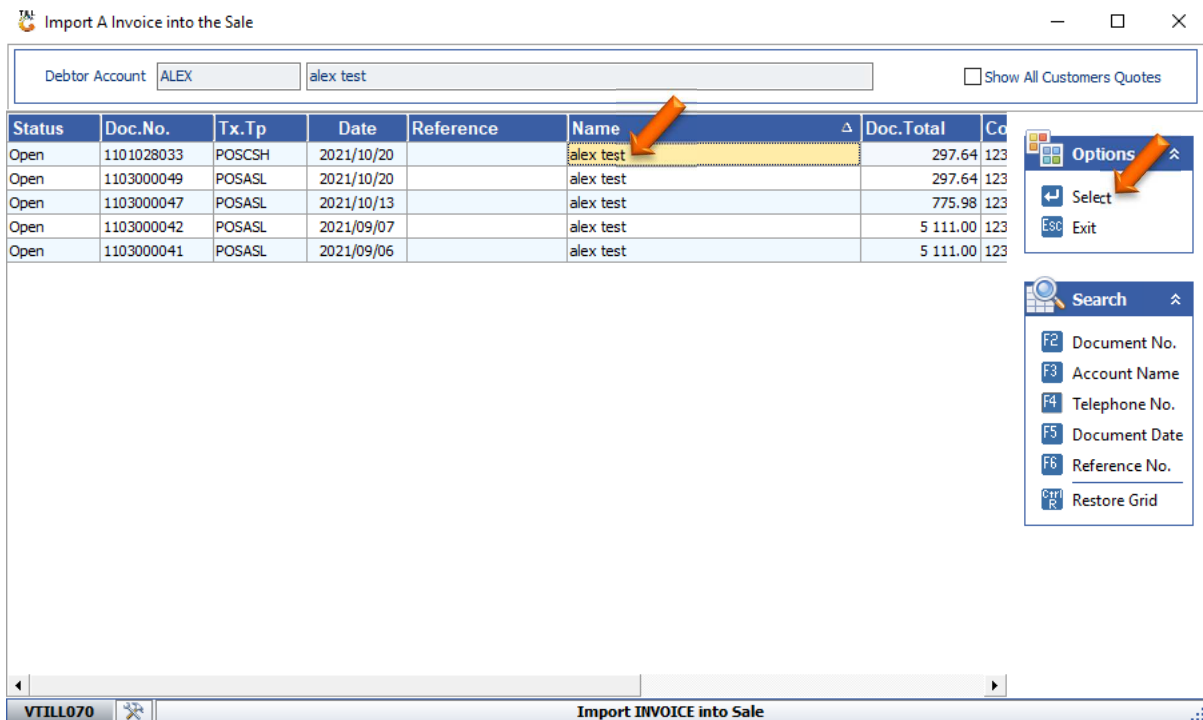 Import A Invoice into the Sale
Debtor Account ALEX alex test Show All Customers Quotes
Status Doc.No. Tx.Tp Date Reference Name Doc.Total Co
Open 1101028033 POSCSH 2021/10/20 alex test 297.64 123
Open 1103000049 POSASL 2021/10/20 alex test 297.64 123
Open 1103000047 POSASL 2021/10/13 alex test 775.98 123
Open 1103000042 POSASL 2021/09/07 alex test 5 111.00 123
Open 1103000041 POSASL 2021/09/06 alex test 5 111.00 123
Options
Select
Esc Exit
Search
F2 Document No.
F3 Account Name
F4 Telephone No.
F5 Document Date
F6 Reference No.
Ctrl R Restore Grid
VTILL070 Import INVOICE into Sale